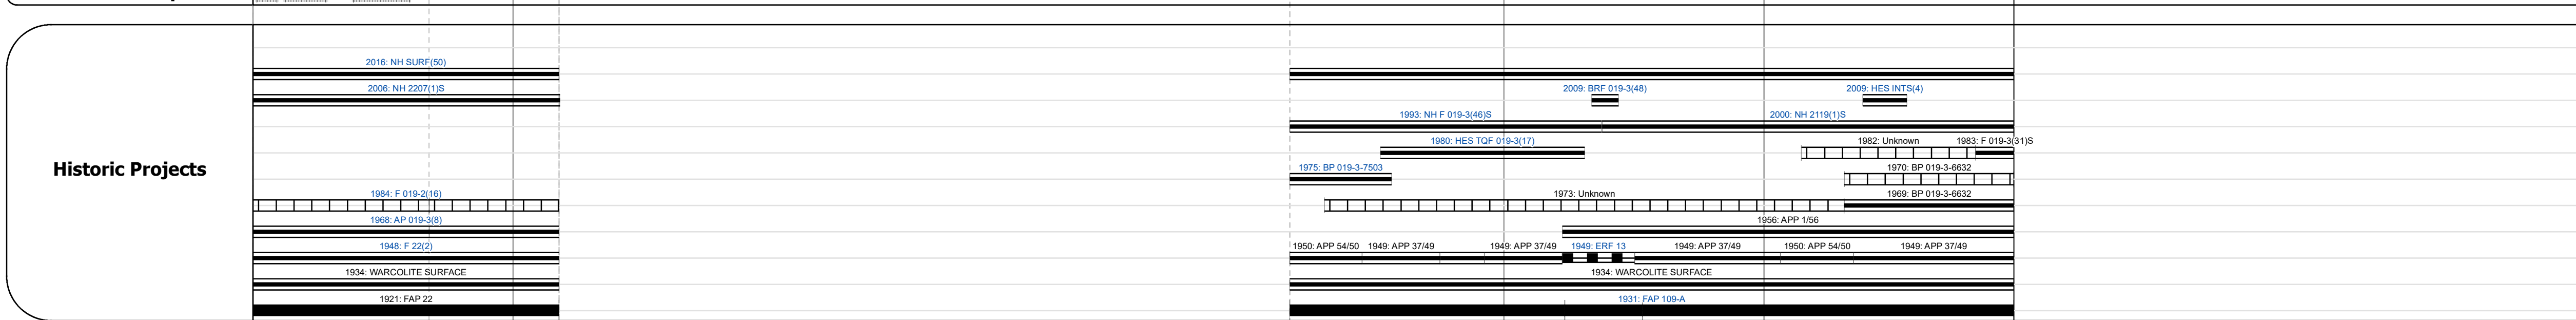 2016: NH SURF(50)
2006: NH 2207(1)S
2009: BRF 019-3(48)
2009: HES INTS(4)
1993: NH F 019-3(46)S
2000: NH 2119(1)S
1980: HES TQF 019-3(17)
1982: Unknown
1983: F 019-3(31)S
Historic Projects
1975: BP 019-3-7503
1970: BP 019-3-6632
1984: F 019-2(16)
1973: Unknown
1969: BP 019-3-6632
1968: AP 019-3(8)
1956: APP 1/56
1948: F 22(2)
1950: APP 54/50
1949: APP 37/49
1949: APP 37/49
1949: ERF 13
1949: APP 37/49
1950: APP 54/50
1949: APP 37/49
1934: WARCOLITE SURFACE
1934: WARCOLITE SURFACE
1921: FAP 22
1931: FAP 109-A